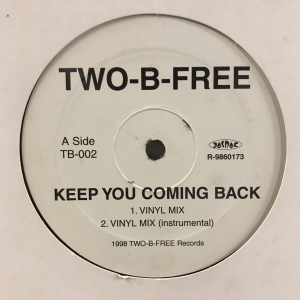 TWO-B-FREE
A Side
TB-002
R-9860173
KEEP YOU COMING BACK
1. VINYL MIX
2. VINYL MIX (instrumental)
1998 TWO-B-FREE Records